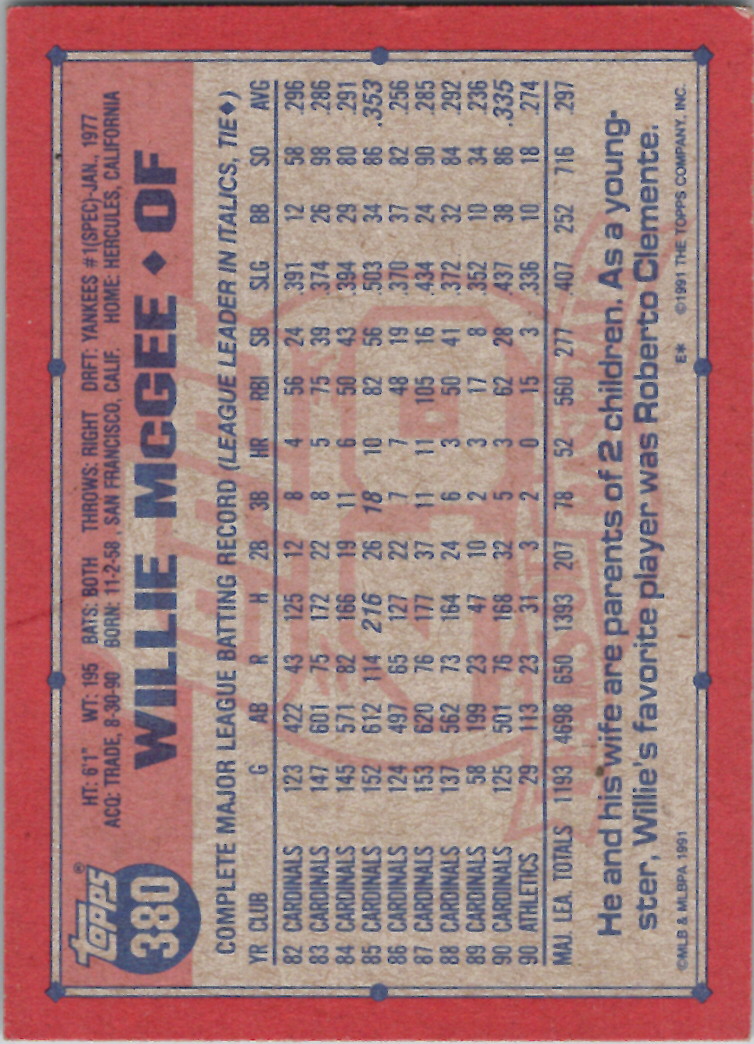 topps®
380
HT: 6'1" WT: 195 BATS: BOTH THROWS: RIGHT DRFT: YANKEES #1(SPEC)-JAN., 1977
ACQ: TRADE, 8-30-90 BORN: 11-2-58, SAN FRANCISCO, CALIF. HOME: HERCULES, CALIFORNIA
WILLIE McGEE ♦ OF
COMPLETE MAJOR LEAGUE BATTING RECORD (LEAGUE LEADER IN ITALICS, TIE♦)
YR CLUB G AB R H 2B 3B HR RBI SB SLG BB SO AVG
82 CARDINALS 123 422 43 125 12 8 4 56 24 .391 12 58 .296
83 CARDINALS 147 601 75 172 22 8 5 75 39 .374 26 98 .286
84 CARDINALS 145 571 82 166 19 11 6 50 43 .394 29 80 .291
85 CARDINALS 152 612 114 216 26 18 10 82 56 .503 34 86 .353
86 CARDINALS 124 497 65 127 22 7 7 48 19 .370 37 82 .256
87 CARDINALS 153 620 76 177 37 11 11 105 16 .434 24 90 .285
88 CARDINALS 137 562 73 164 24 6 3 50 41 .372 32 84 .292
89 CARDINALS 58 199 23 47 10 2 3 17 8 .352 10 34 .236
90 CARDINALS 125 501 76 168 32 5 3 62 28 .437 38 86 .335
90 ATHLETICS 29 113 23 31 3 2 0 15 3 .336 10 18 .274
MAJ. LEA. TOTALS 1193 4698 650 1393 207 78 52 560 277 .407 252 716 .297
He and his wife are parents of 2 children. As a young-
ster, Willie's favorite player was Roberto Clemente.
©MLB & MLBPA 1991 E* ©1991 THE TOPPS COMPANY, INC.